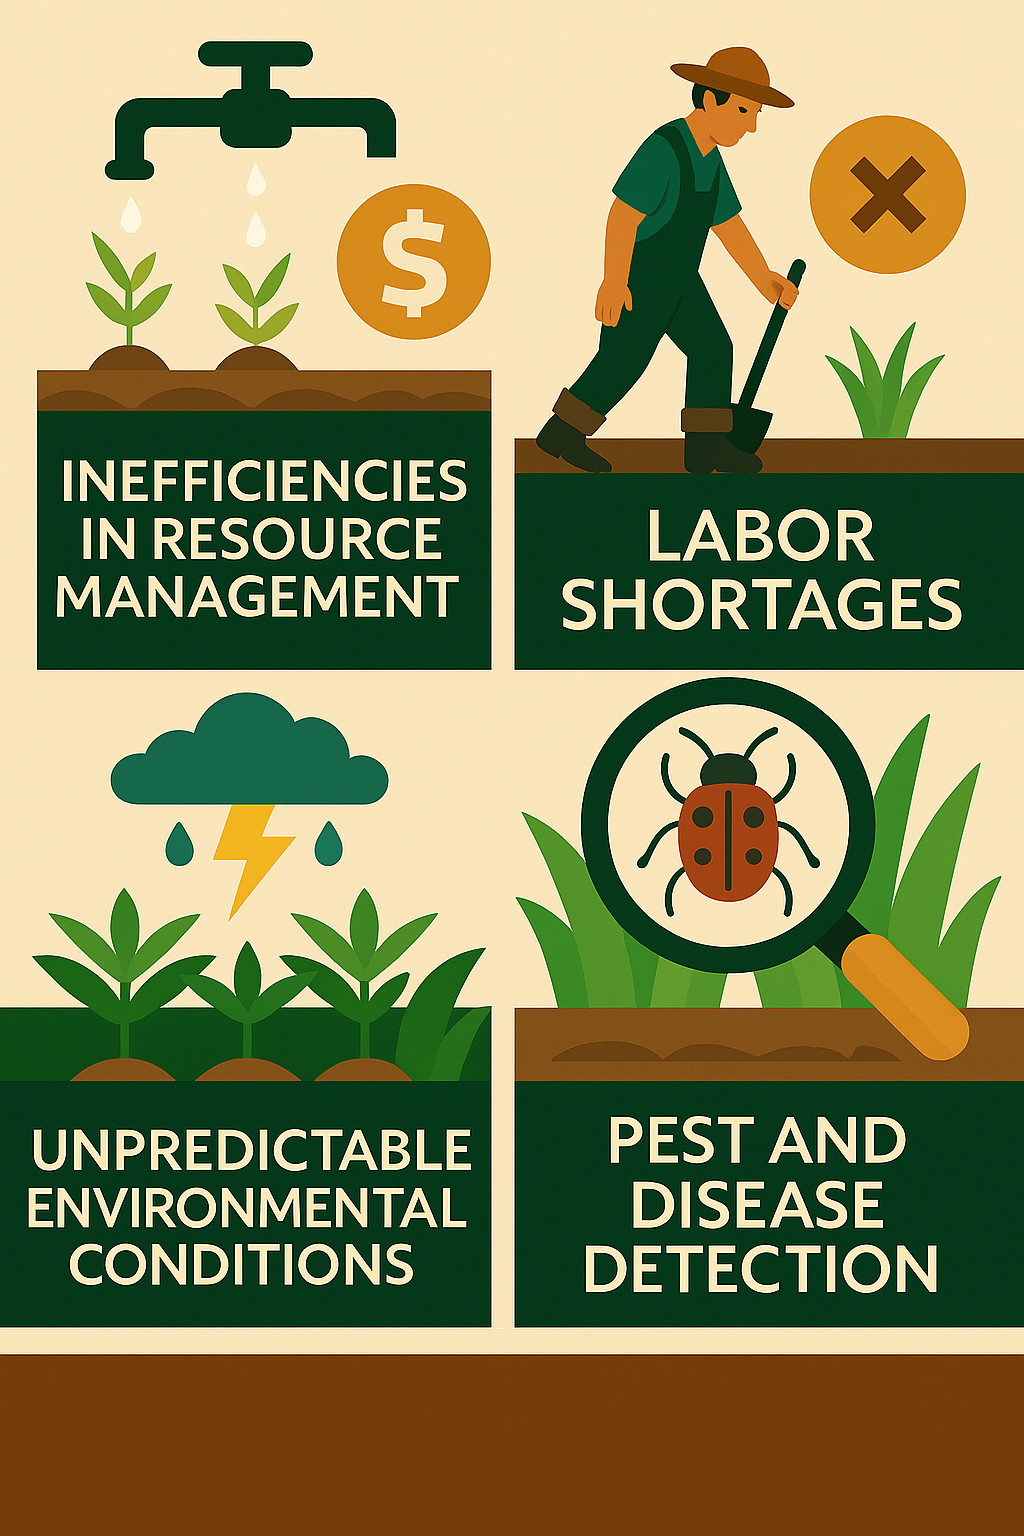 $
INEFFICIENCIES
IN RESOURCE
MANAGEMENT
LABOR
SHORTAGES
UNPREDICTABLE
ENVIRONMENTAL
CONDITIONS
PEST AND
DISEASE
DETECTION